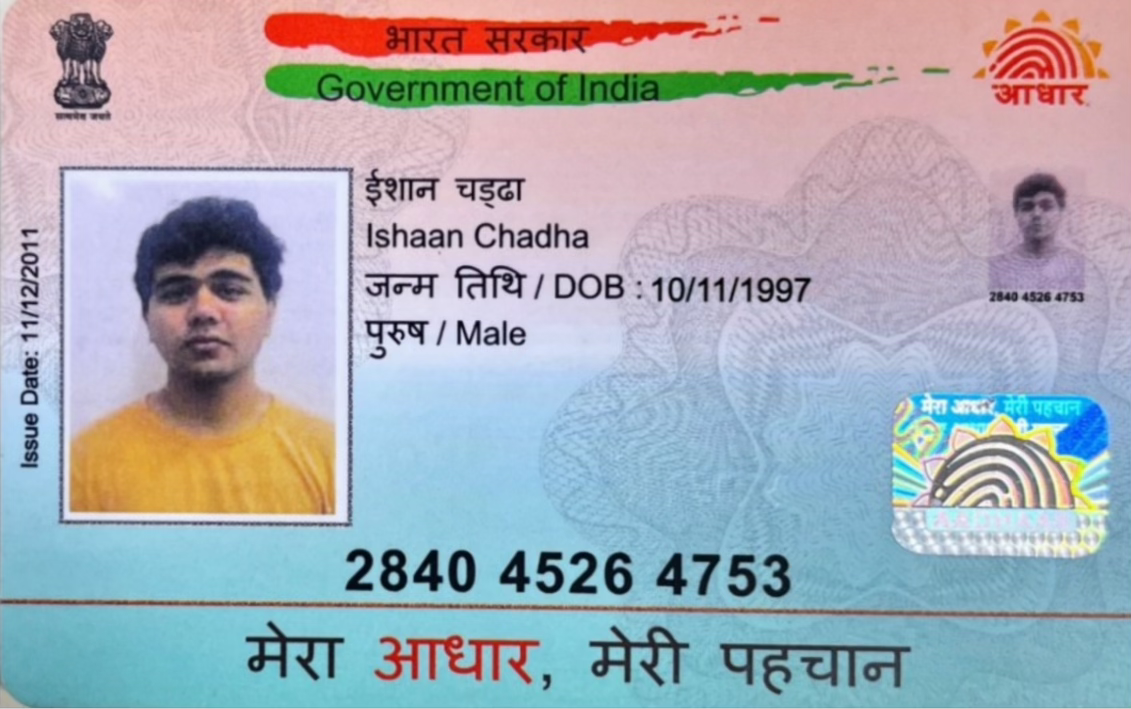 भारत सरकार
Government of India
सत्यमेव जयते
आधार
ईशान चड्ढा
Ishaan Chadha
जन्म तिथि / DOB : 10/11/1997
पुरुष / Male
Issue Date: 11/12/2011
2840 4526 4753
मेरा आधार, मेरी पहचान
2840 4526 4753
मेरा आधार, मेरी पहचान